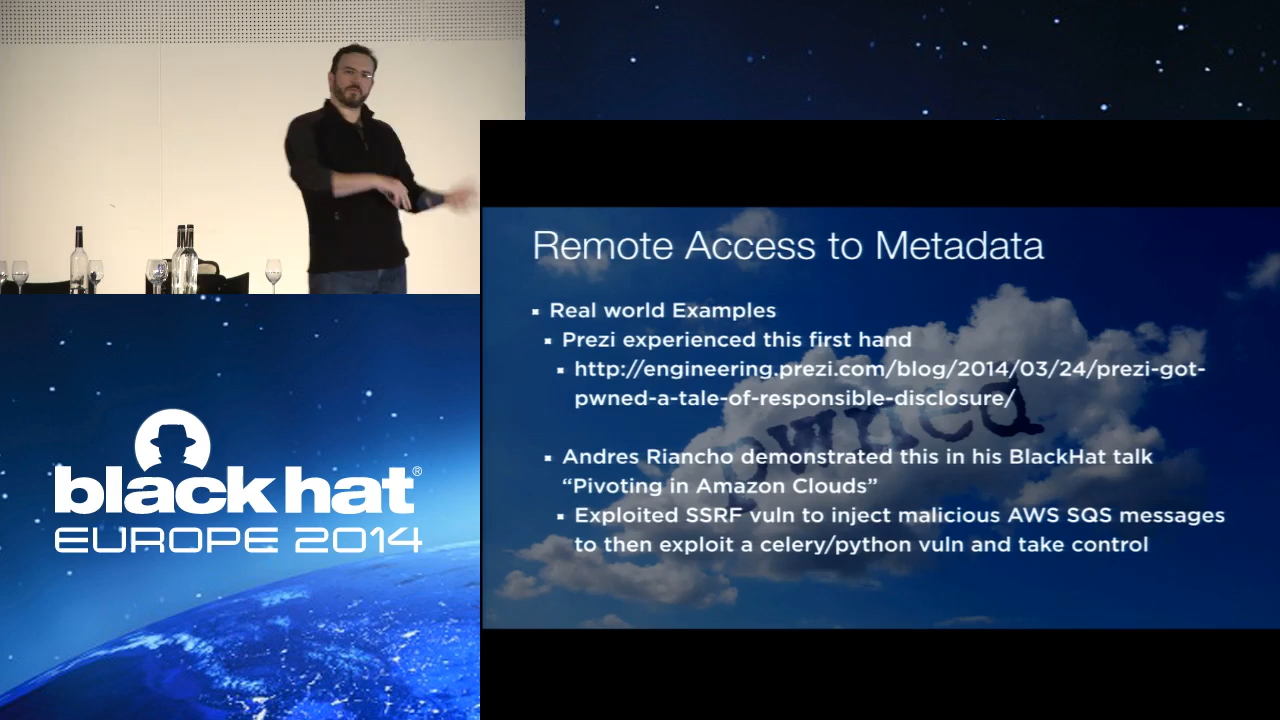 Remote Access to Metadata
▪ Real world Examples
▪ Prezi experienced this first hand
▪ http://engineering.prezi.com/blog/2014/03/24/prezi-got-
pwned-a-tale-of-responsible-disclosure/
pwned
▪ Andres Riancho demonstrated this in his BlackHat talk
“Pivoting in Amazon Clouds”
▪ Exploited SSRF vuln to inject malicious AWS SQS messages
to then exploit a celery/python vuln and take control
black hat®
EUROPE 2014